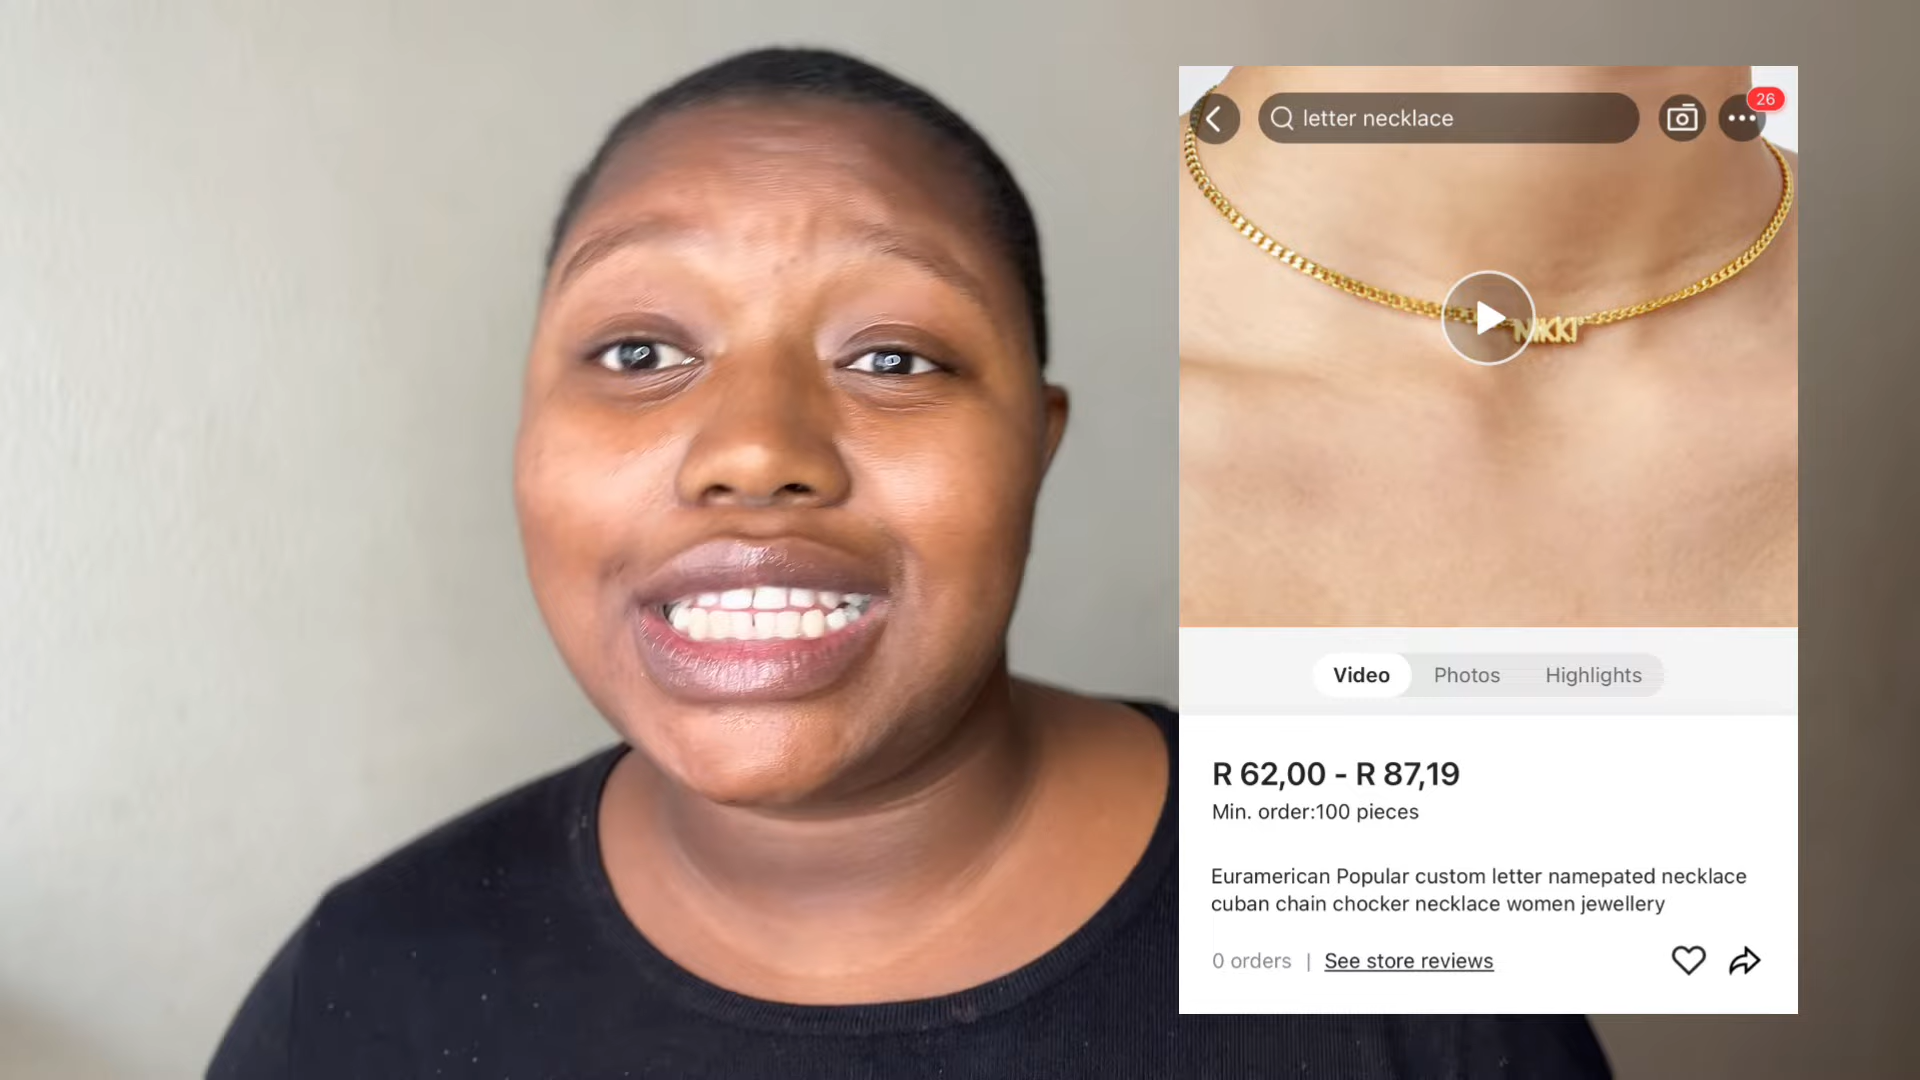 letter necklace
26
NIKKI
Video Photos Highlights
R 62,00 - R 87,19
Min. order:100 pieces
Euramerican Popular custom letter namepated necklace
cuban chain chocker necklace women jewellery
0 orders | See store reviews